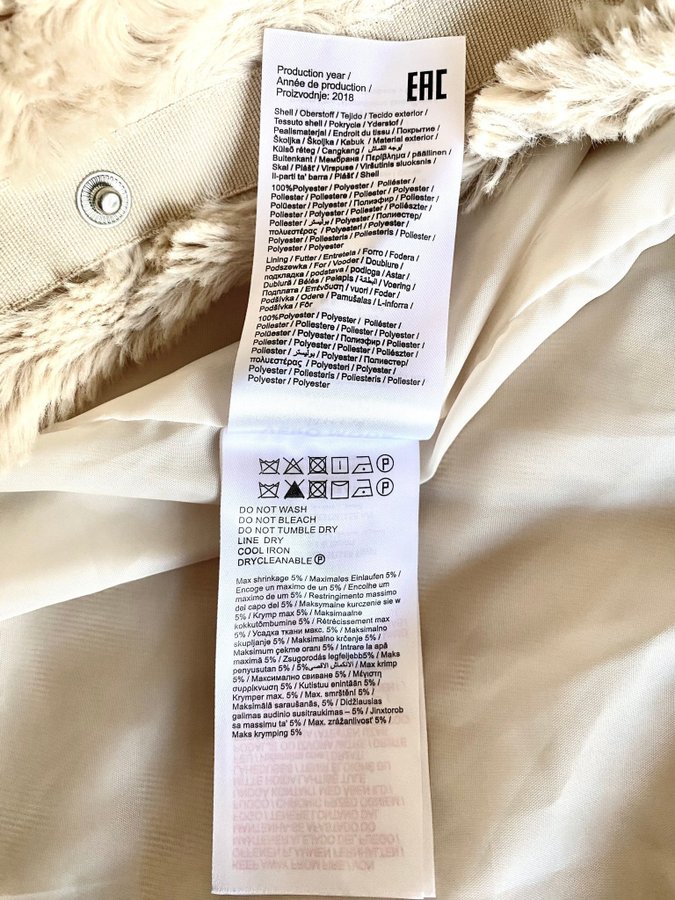 Production year /
Année de production /
Proizvodnje: 2018
EAC
Shell / Oberstoff / Tejido / Tecido exterior /
Tessuto shell / Pokrycie / Yderstof /
Pealismaterjal / Endroit du tissu / Покрытие /
Školjka / Školjka / Kabuk / Material exterior /
Külső réteg / Cangkang / أوجه القماش /
Buitenkant / Мембрана / Περίβλημα / päällinen /
Skal / Plášť / Virspuse / Viršutinis sluoksnis /
Il-parti ta' barra / Plášť / Shell
100%Polyester / Polyester / Poliéster /
Poliester / Poliestere / Polyester / Polyester /
Polüester / Polyester / Полиэфир / Poliester /
Poliester / Polyester / Poliester / Poliészter /
Poliester / بوليستر / Polyester / Полиестер/
πολυεστέρας / Polyesteri / Polyester /
Polyester / Poliesteris / Poliesteris / Poliester /
Polyester / Polyester
Lining / Futter / Entretela / Forro / Fodera /
Podszewka / For / Vooder / Doublure /
подкладка / podstava / podloga / Astar /
Dublură / Bélés / Pelapis / البطانة / Voering /
Подплата / Επένδυση / vuori / Foder /
Podšívka / Odere / Pamušalas / L-inforra /
Podšívka / Fôr
100%Polyester / Polyester / Poliéster /
Poliester / Poliestere / Polyester / Polyester /
Polüester / Polyester / Полиэфир / Poliester /
Poliester / Polyester / Poliester / Poliészter /
Poliester / بوليستر / Polyester / Полиестер/
πολυεστέρας / Polyesteri / Polyester /
Polyester / Poliesteris / Poliesteris / Poliester /
Polyester / Polyester
P
P
DO NOT WASH
DO NOT BLEACH
DO NOT TUMBLE DRY
LINE DRY
COOL IRON
DRYCLEANABLE Ⓟ
Max shrinkage 5% / Maximales Einlaufen 5% /
Encoge un maximo de un 5% / Encolhe um
maximo de um 5% / Restringimento massimo
del capo del 5% / Maksymalne kurczenie sie w
5% / Krymp max 5% / Maksimaalne
kokkutõmbumine 5% / Rétrécissement max
5% / Усадка ткани макс. 5% / Maksimalno
skupljanje 5% / Maksimalno krčenje 5% /
Maksimum çekme oranı 5% / Intrare la apă
maximă 5% / Zsugorodás legfeljebb5% / Maks
penyusutan 5% / 5%الانكماش الاقصى / Max krimp
5% / Максимално свиване 5% / Μέγιστη
συρρίκνωση 5% / Kutistuu enintään 5% /
Krymper max. 5% / Max. smrštění 5% /
Maksimālā saraušanās, 5% / Didžiausias
galimas audinio susitraukimas – 5% / Jinxtorob
sa massimu ta' 5% / Max. zrážanlivosť 5% /
Maks krymping 5%